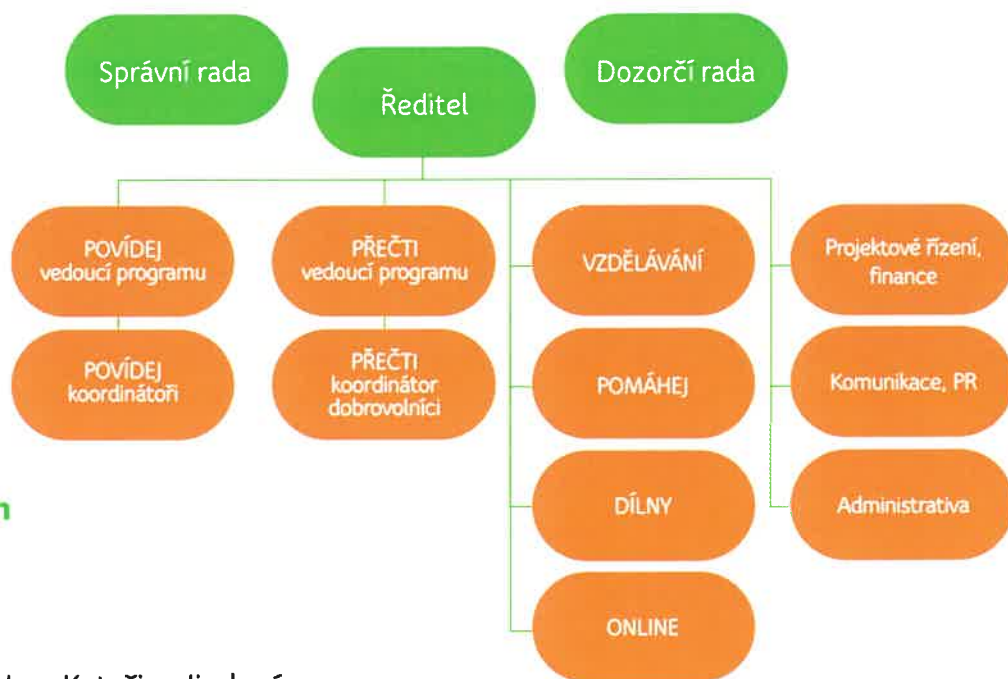 Správní rada
Ředitel
Dozorčí rada
POVÍDEJ
vedoucí programu
PŘEČTI
vedoucí programu
VZDĚLÁVÁNÍ
Projektové řízení,
finance
POVÍDEJ
koordinátoři
PŘEČTI
koordinátor
dobrovolníci
POMÁHEJ
Komunikace, PR
DÍLNY
Administrativa
ONLINE